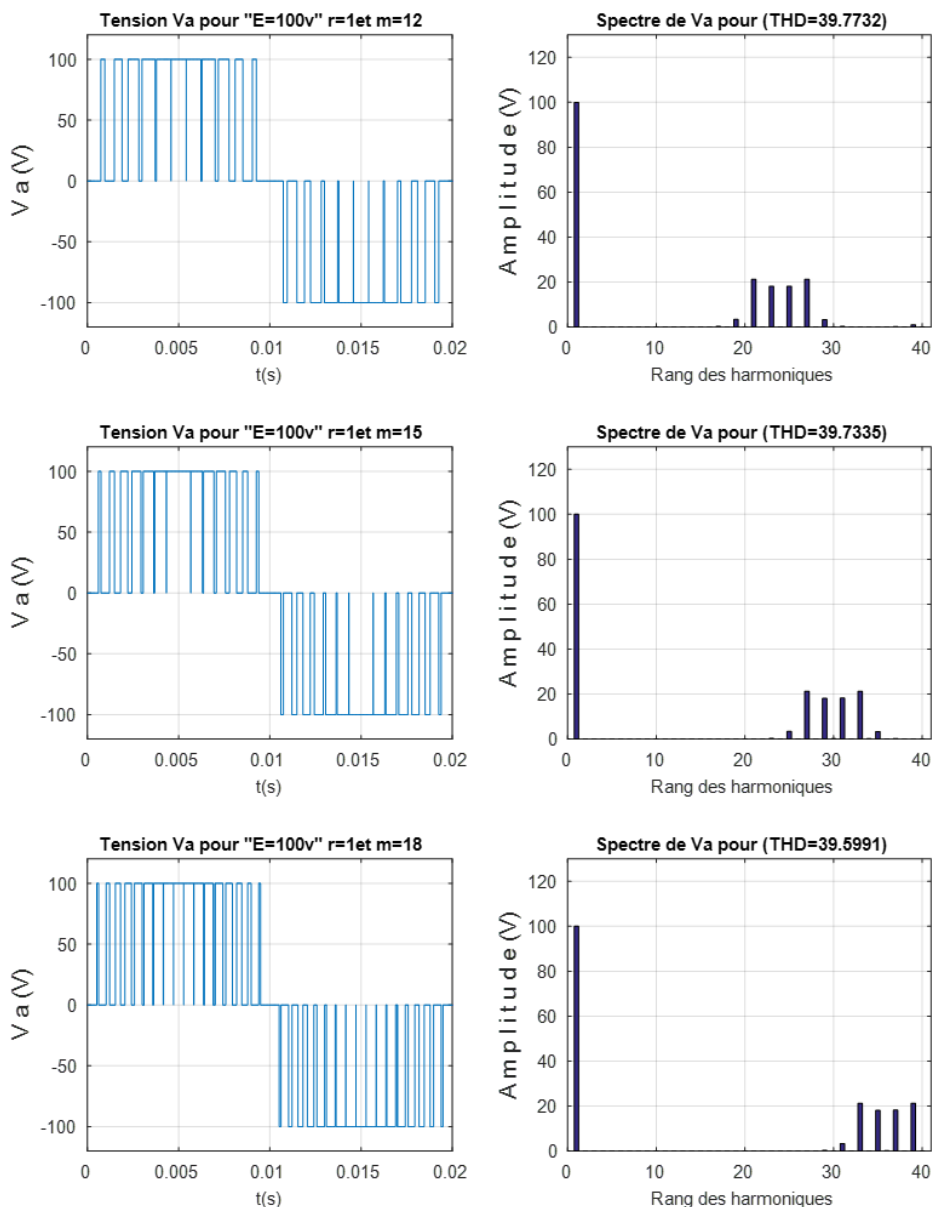 Tension Va pour "E=100v" r=1et m=12
100
50
0
-50
-100
V a (V)
0 0.005 0.01 0.015 0.02
t(s)
Spectre de Va pour (THD=39.7732)
120
100
80
60
40
20
0
A m p l i t u d e (V)
0 10 20 30 40
Rang des harmoniques
Tension Va pour "E=100v" r=1et m=15
100
50
0
-50
-100
V a (V)
0 0.005 0.01 0.015 0.02
t(s)
Spectre de Va pour (THD=39.7335)
120
100
80
60
40
20
0
A m p l i t u d e (V)
0 10 20 30 40
Rang des harmoniques
Tension Va pour "E=100v" r=1et m=18
100
50
0
-50
-100
V a (V)
0 0.005 0.01 0.015 0.02
t(s)
Spectre de Va pour (THD=39.5991)
120
100
80
60
40
20
0
A m p l i t u d e (V)
0 10 20 30 40
Rang des harmoniques